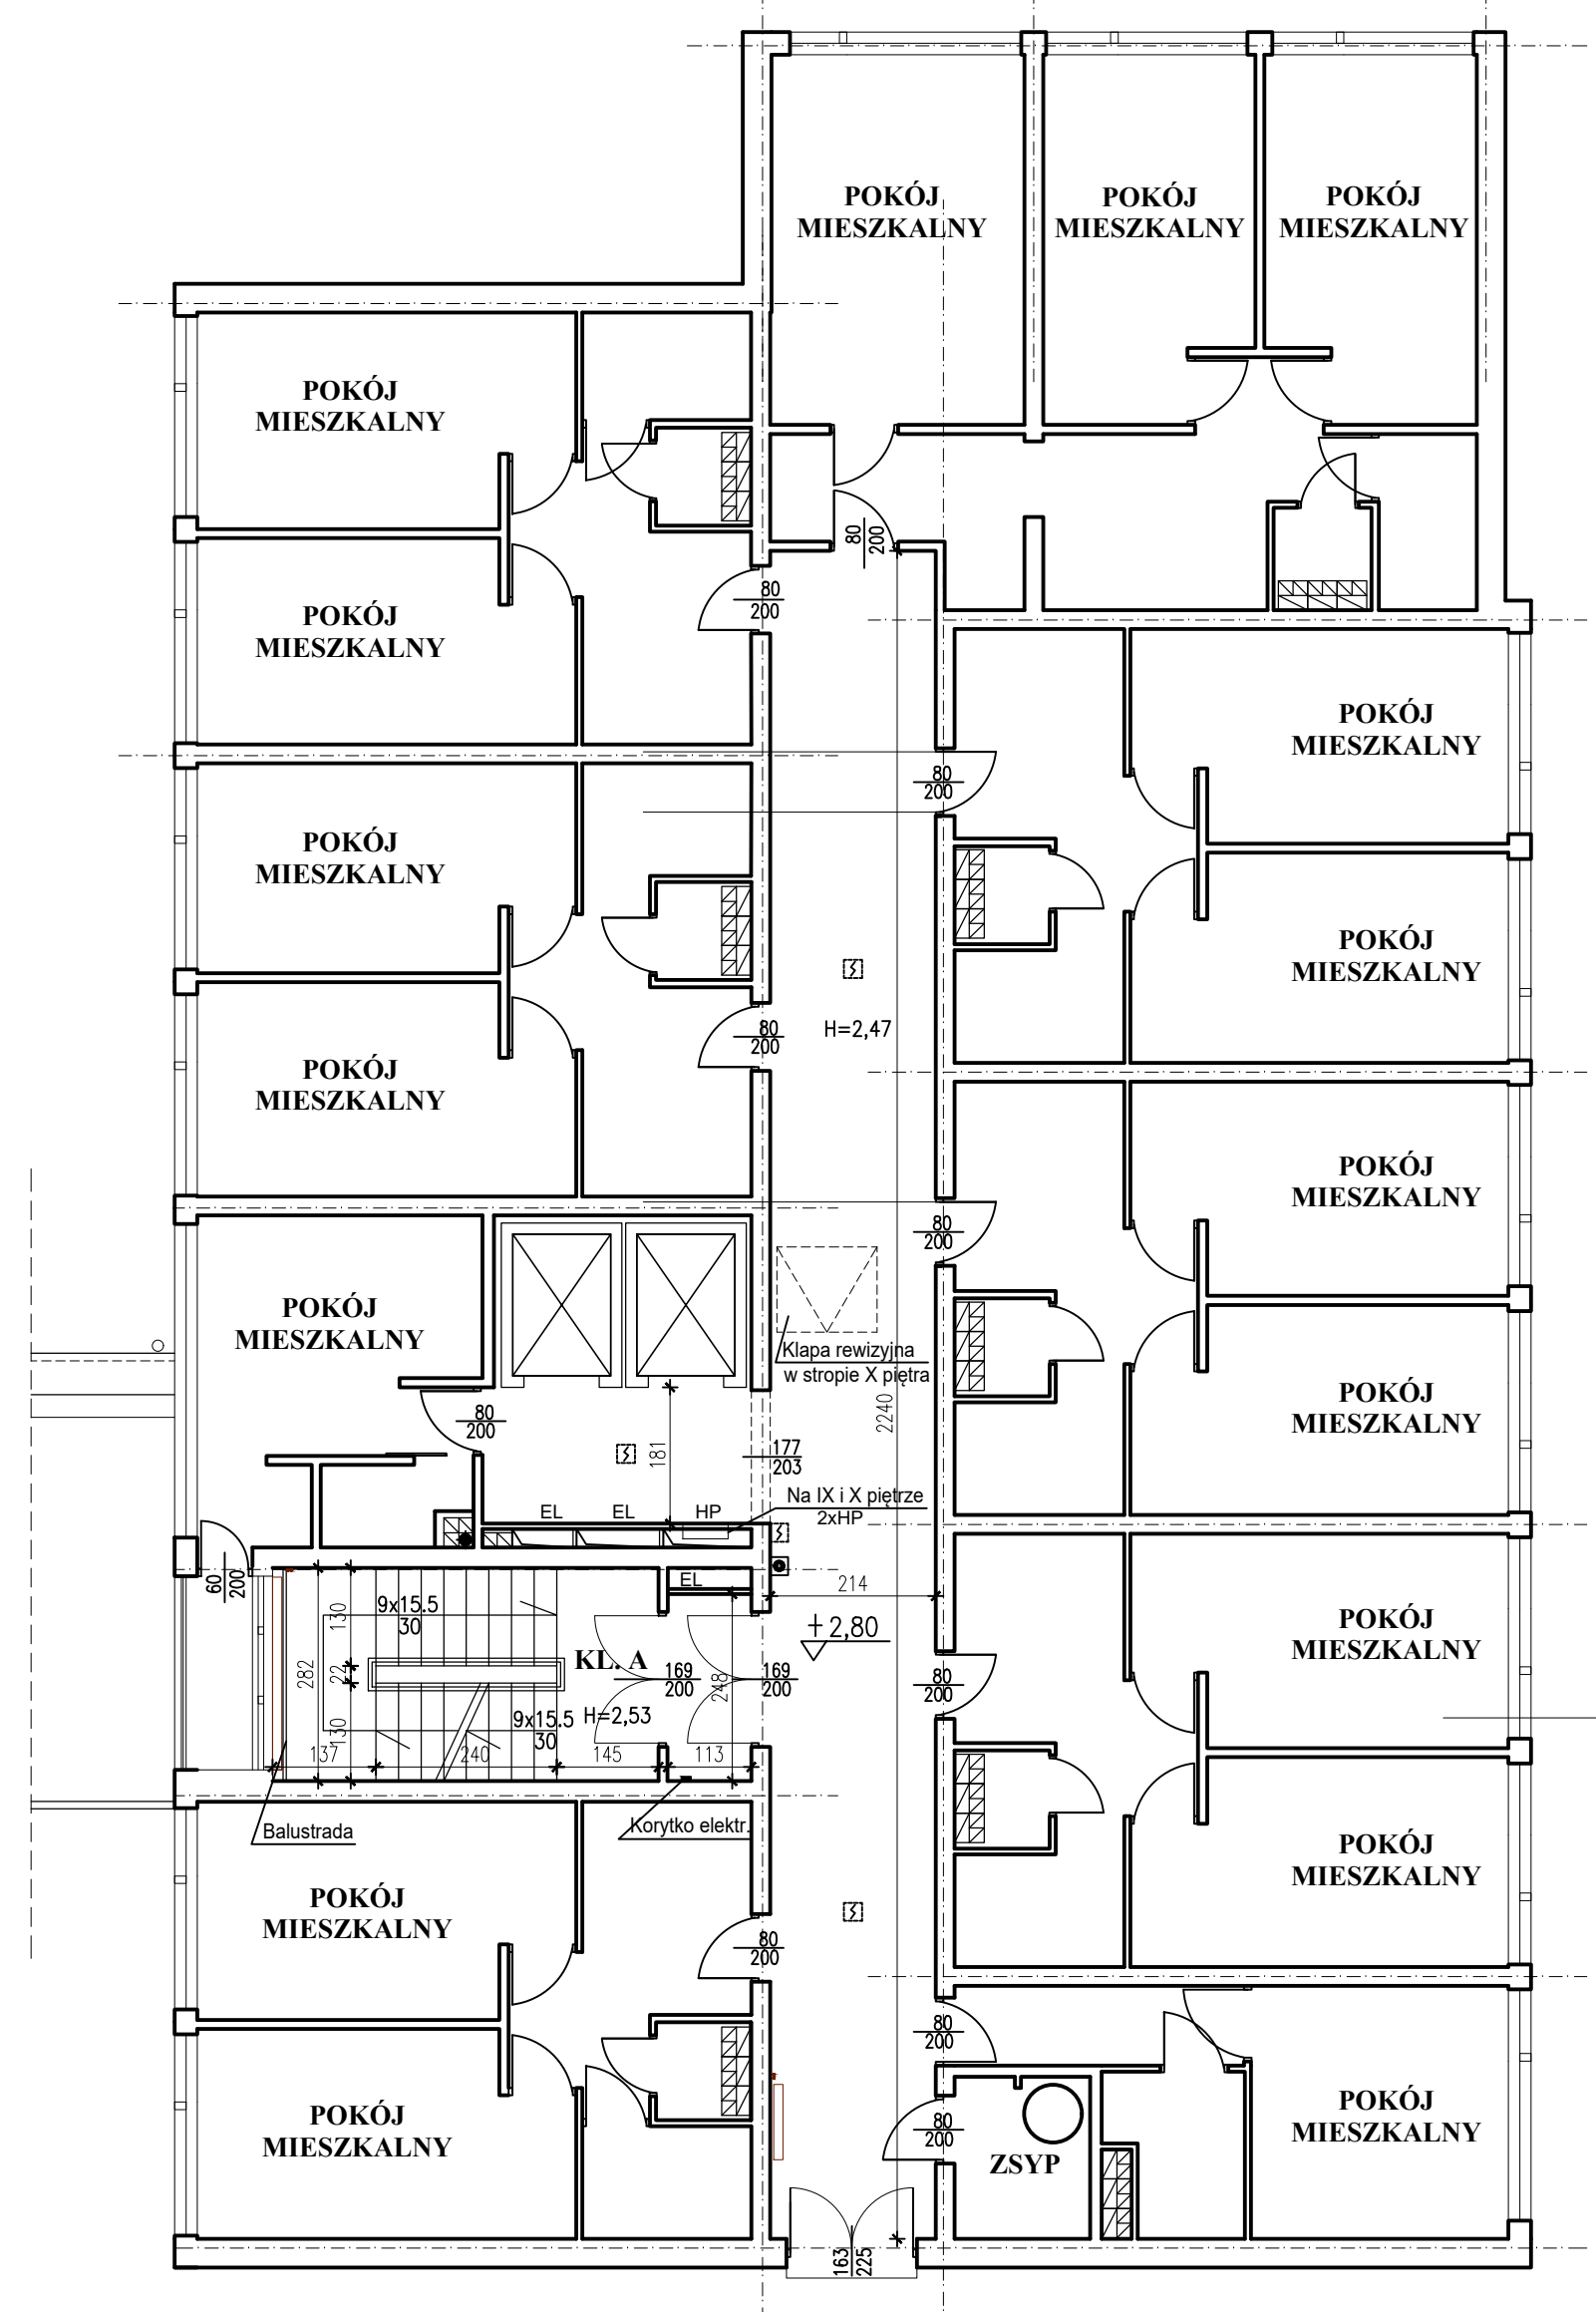 POKÓJ
MIESZKALNY
POKÓJ
MIESZKALNY
POKÓJ
MIESZKALNY
POKÓJ
MIESZKALNY
80
200
80
200
POKÓJ
MIESZKALNY
POKÓJ
MIESZKALNY
80
200
POKÓJ
MIESZKALNY
POKÓJ
MIESZKALNY
H=2,47
80
200
POKÓJ
MIESZKALNY
POKÓJ
MIESZKALNY
80
200
POKÓJ
MIESZKALNY
Klapa rewizyjna
w stropie X piętra
2240
POKÓJ
MIESZKALNY
80
200
181
177
203
Na IX i X piętrze
2xHP
EL
EL
HP
60
200
EL
214
9x15.5
30
130
282
22
130
KL. A
169
200
248
169
200
+2,80
80
200
POKÓJ
MIESZKALNY
9x15.5
30
H=2,53
137
240
145
113
Balustrada
Korytko elektr.
POKÓJ
MIESZKALNY
POKÓJ
MIESZKALNY
80
200
80
200
POKÓJ
MIESZKALNY
80
200
POKÓJ
MIESZKALNY
ZSYP
163
225